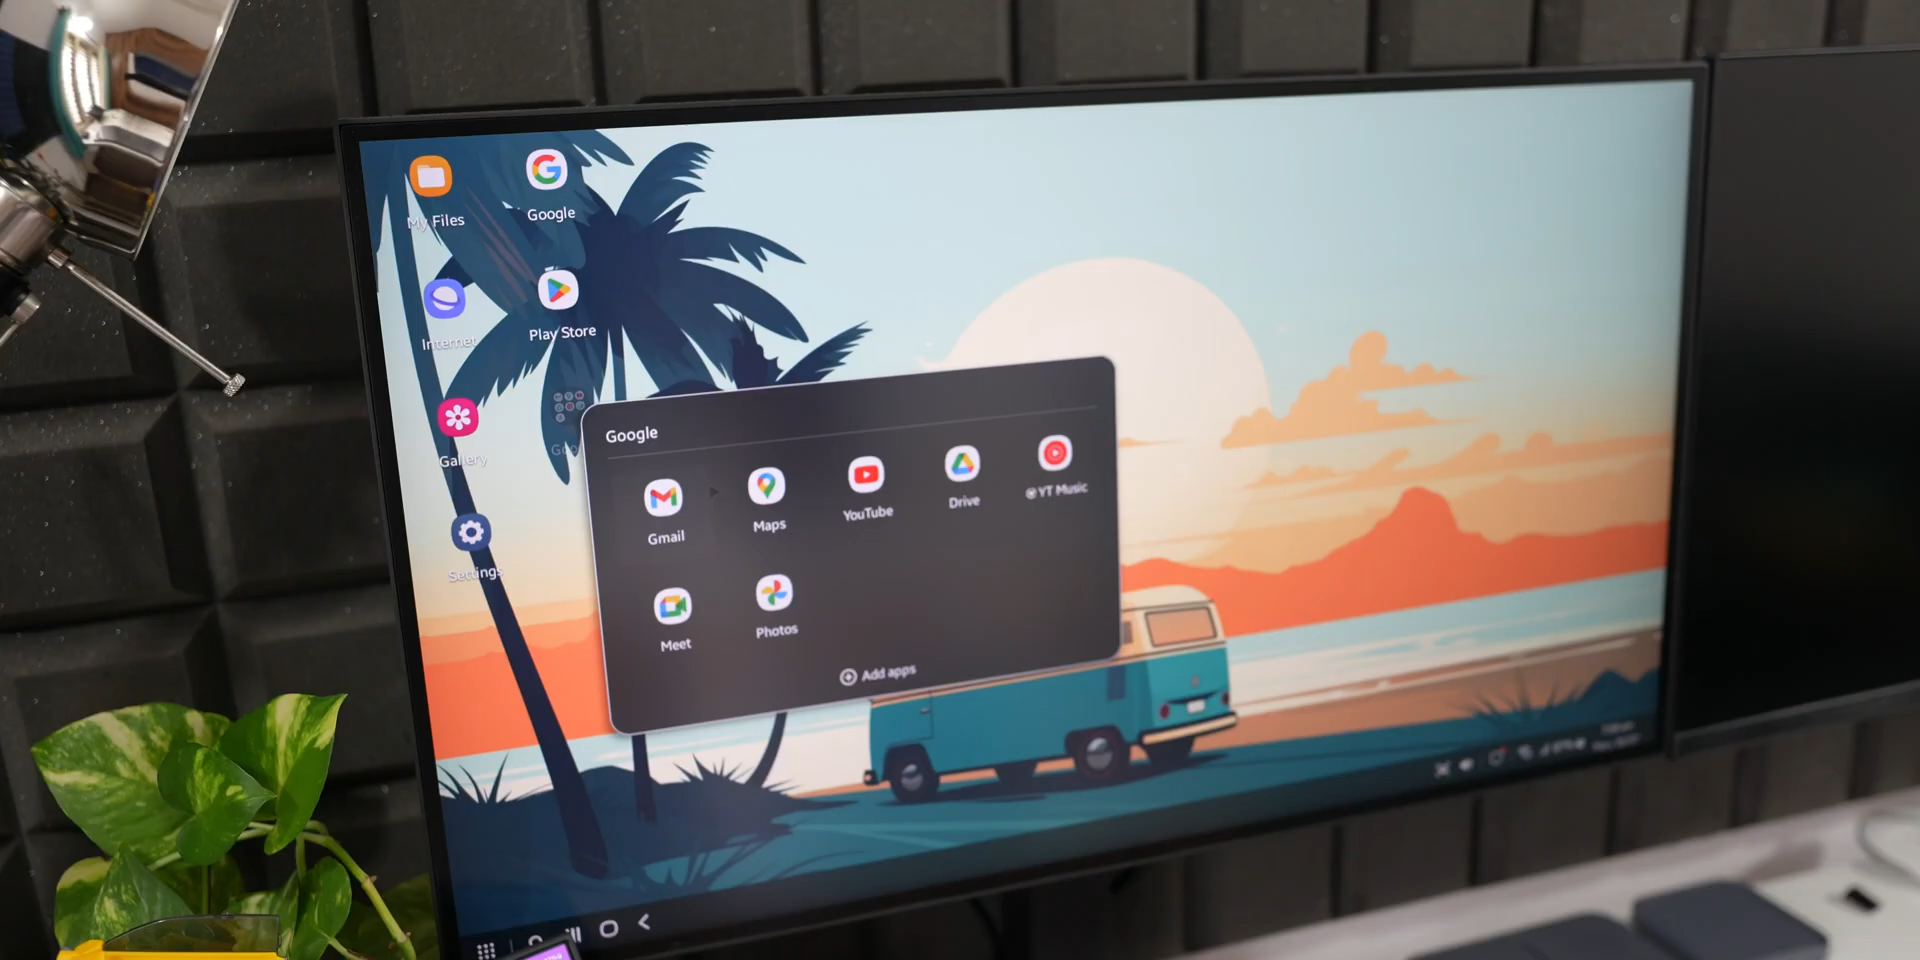 My Files
Google
Internet
Play Store
Gallery
Settings
Google
Gmail
Maps
YouTube
Drive
YT Music
Meet
Photos
Add apps